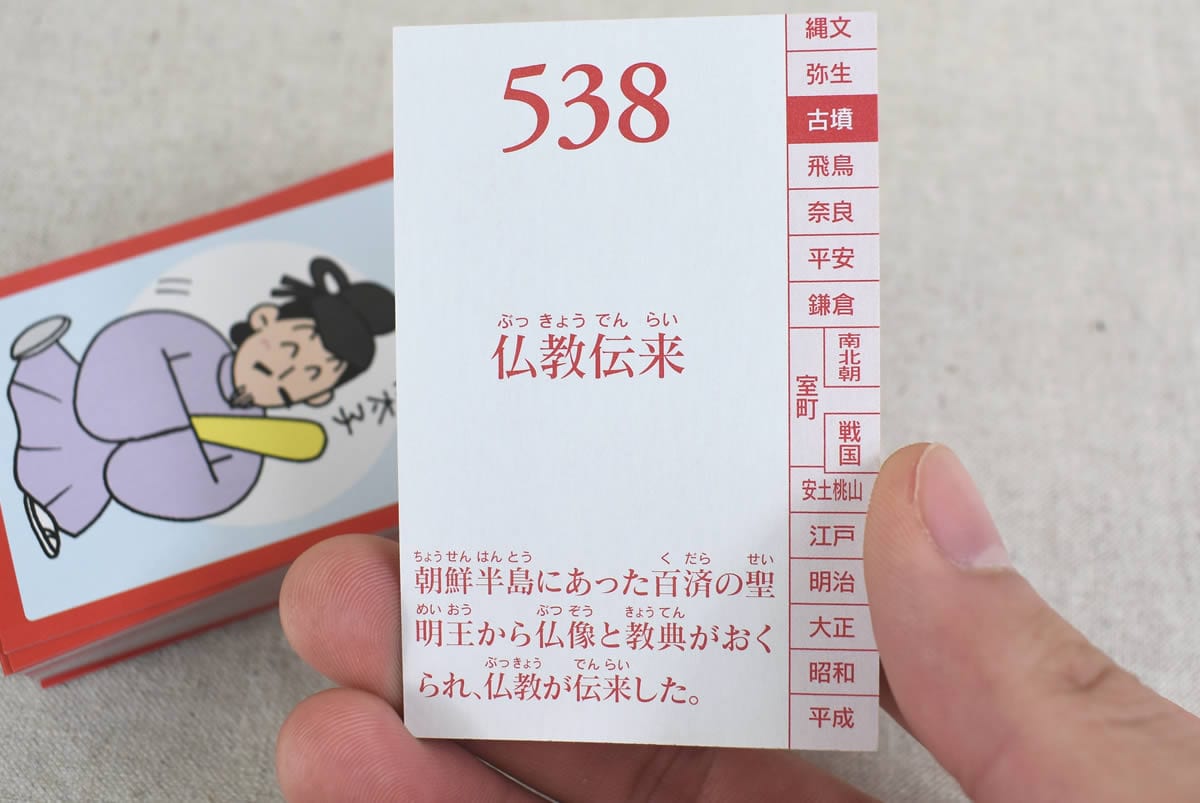 538
ぶっ きょう でん らい
仏教伝来
ちょう せん はん とう く だら せい
朝鮮半島にあった百済の聖
めい おう ぶつ ぞう きょう てん
明王から仏像と教典がおく
ぶっ きょう でん らい
られ、仏教が伝来した。
縄文
弥生
古墳
飛鳥
奈良
平安
鎌倉
室町
南北朝
戦国
安土桃山
江戸
明治
大正
昭和
平成
太子